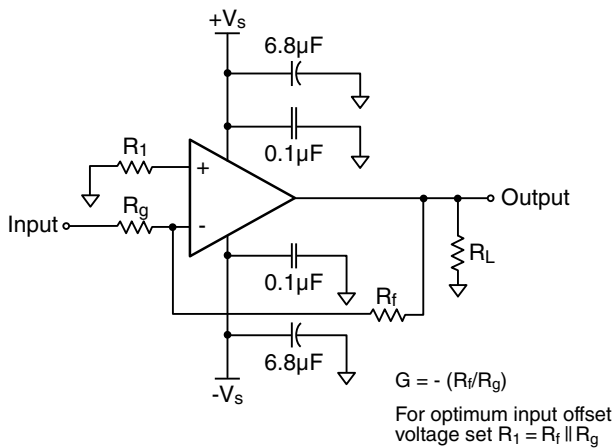 +Vs
6.8µF
R1
+
0.1µF
Input
Rg
-
Output
RL
0.1µF
Rf
6.8µF
-Vs
G = - (Rf/Rg)
For optimum input offset
voltage set R1 = Rf || Rg